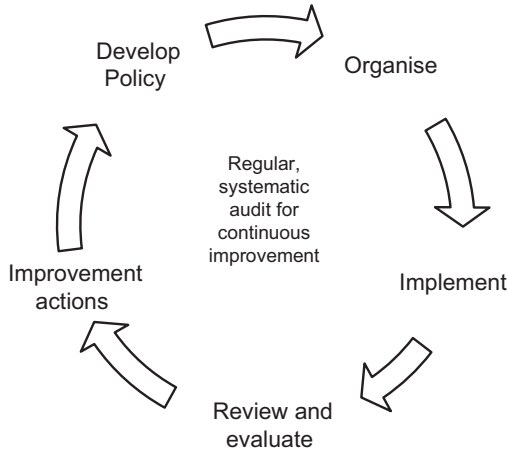 Develop
Policy
Organise
Regular,
systematic
audit for
continuous
improvement
Implement
Review and
evaluate
Improvement
actions